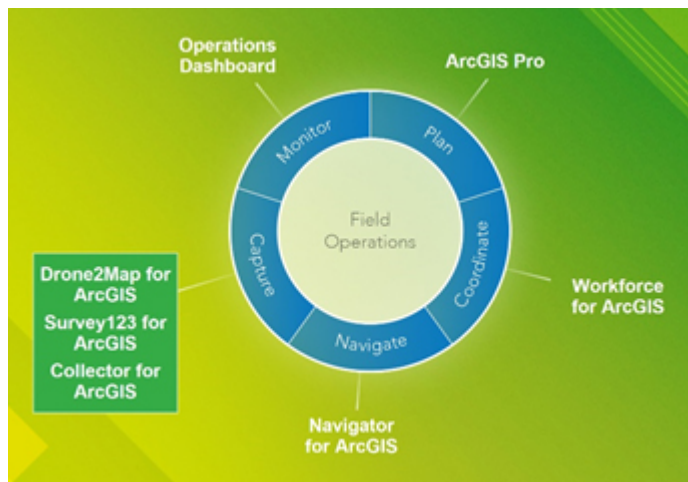 Operations
Dashboard
ArcGIS Pro
Monitor
Plan
Field
Operations
Capture
Coordinate
Navigate
Drone2Map for
ArcGIS
Survey123 for
ArcGIS
Collector for
ArcGIS
Workforce
for ArcGIS
Navigator
for ArcGIS